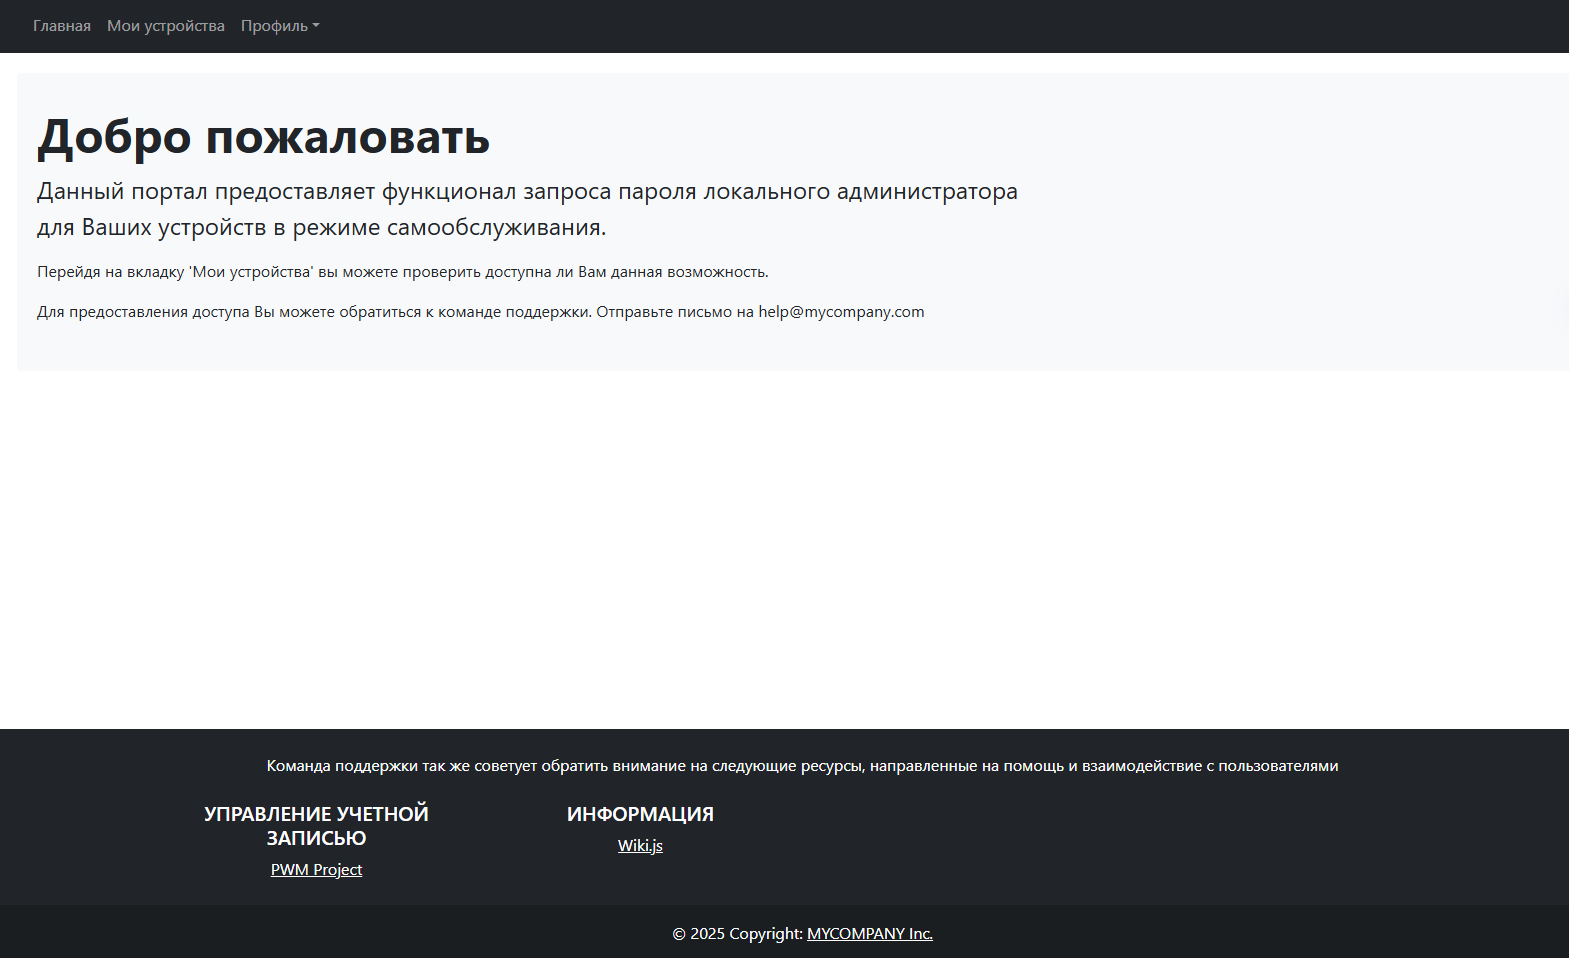 Главная Мои устройства Профиль
Добро пожаловать
Данный портал предоставляет функционал запроса пароля локального администратора
для Ваших устройств в режиме самообслуживания.
Перейдя на вкладку 'Мои устройства' вы можете проверить доступна ли Вам данная возможность.
Для предоставления доступа Вы можете обратиться к команде поддержки. Отправьте письмо на help@mycompany.com
Команда поддержки так же советует обратить внимание на следующие ресурсы, направленные на помощь и взаимодействие с пользователями
УПРАВЛЕНИЕ УЧЕТНОЙ
ЗАПИСЬЮ
PWM Project
ИНФОРМАЦИЯ
Wiki.js
© 2025 Copyright: MYCOMPANY Inc.